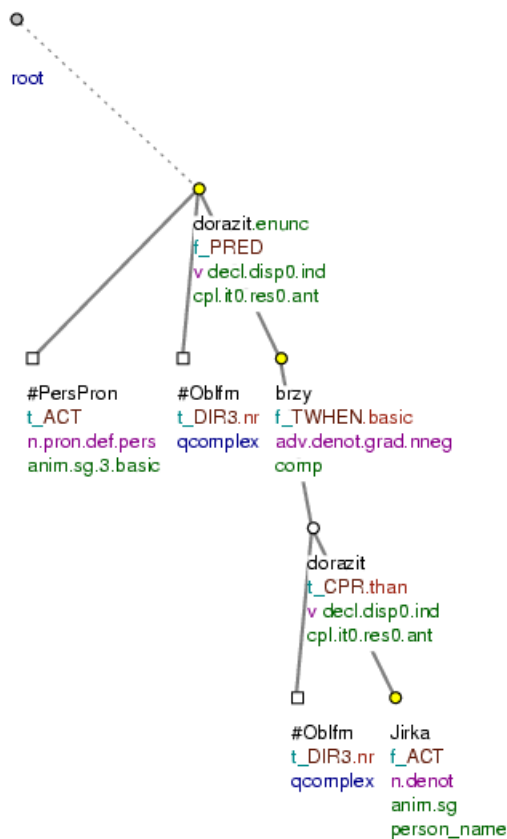 root
dorazit.enunc
f_PRED
v decl.disp0.ind
cpl.it0.res0.ant
#PersPron
t_ACT
n.pron.def.pers
anim.sg.3.basic
#Oblfm
t_DIR3.nr
qcomplex
brzy
f_TWHEN.basic
adv.denot.grad.nneg
comp
dorazit
t_CPR.than
v decl.disp0.ind
cpl.it0.res0.ant
#Oblfm
t_DIR3.nr
qcomplex
Jirka
f_ACT
n.denot
anim.sg
person_name